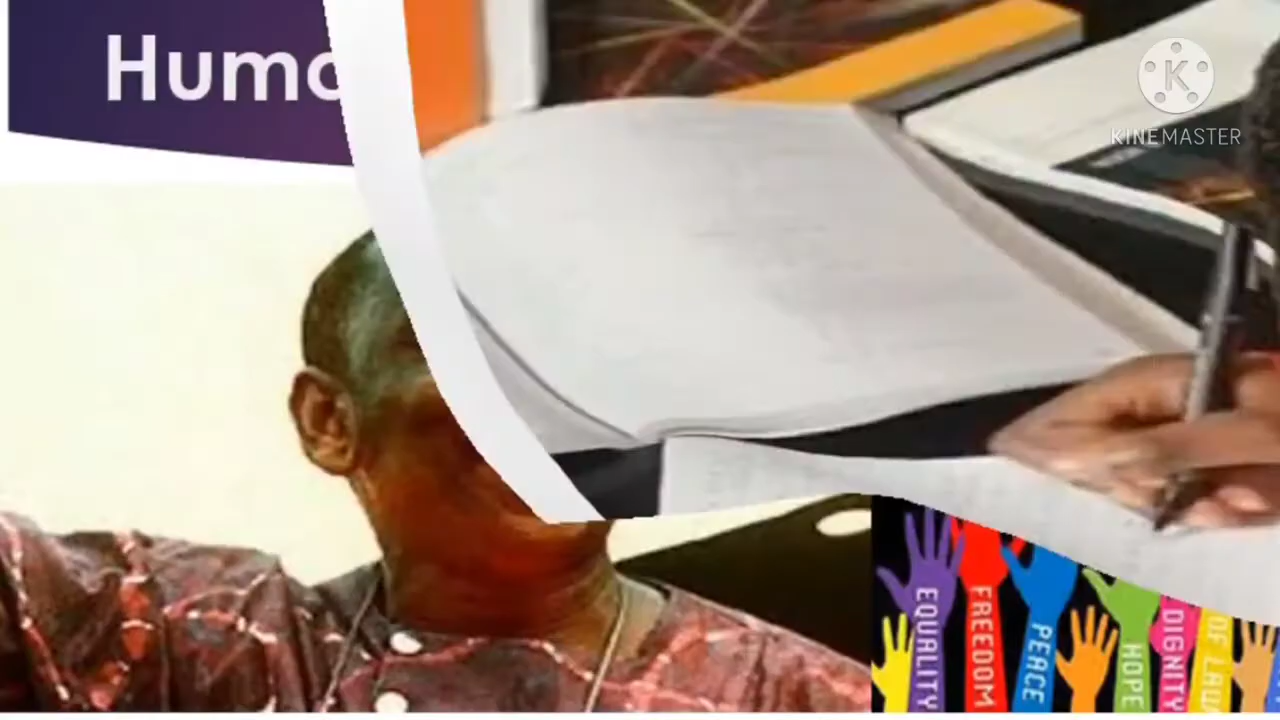 Huma
KINEMASTER
EQUALITY
FREEDOM
PEACE
HOPE
DIGNITY
OF LAW